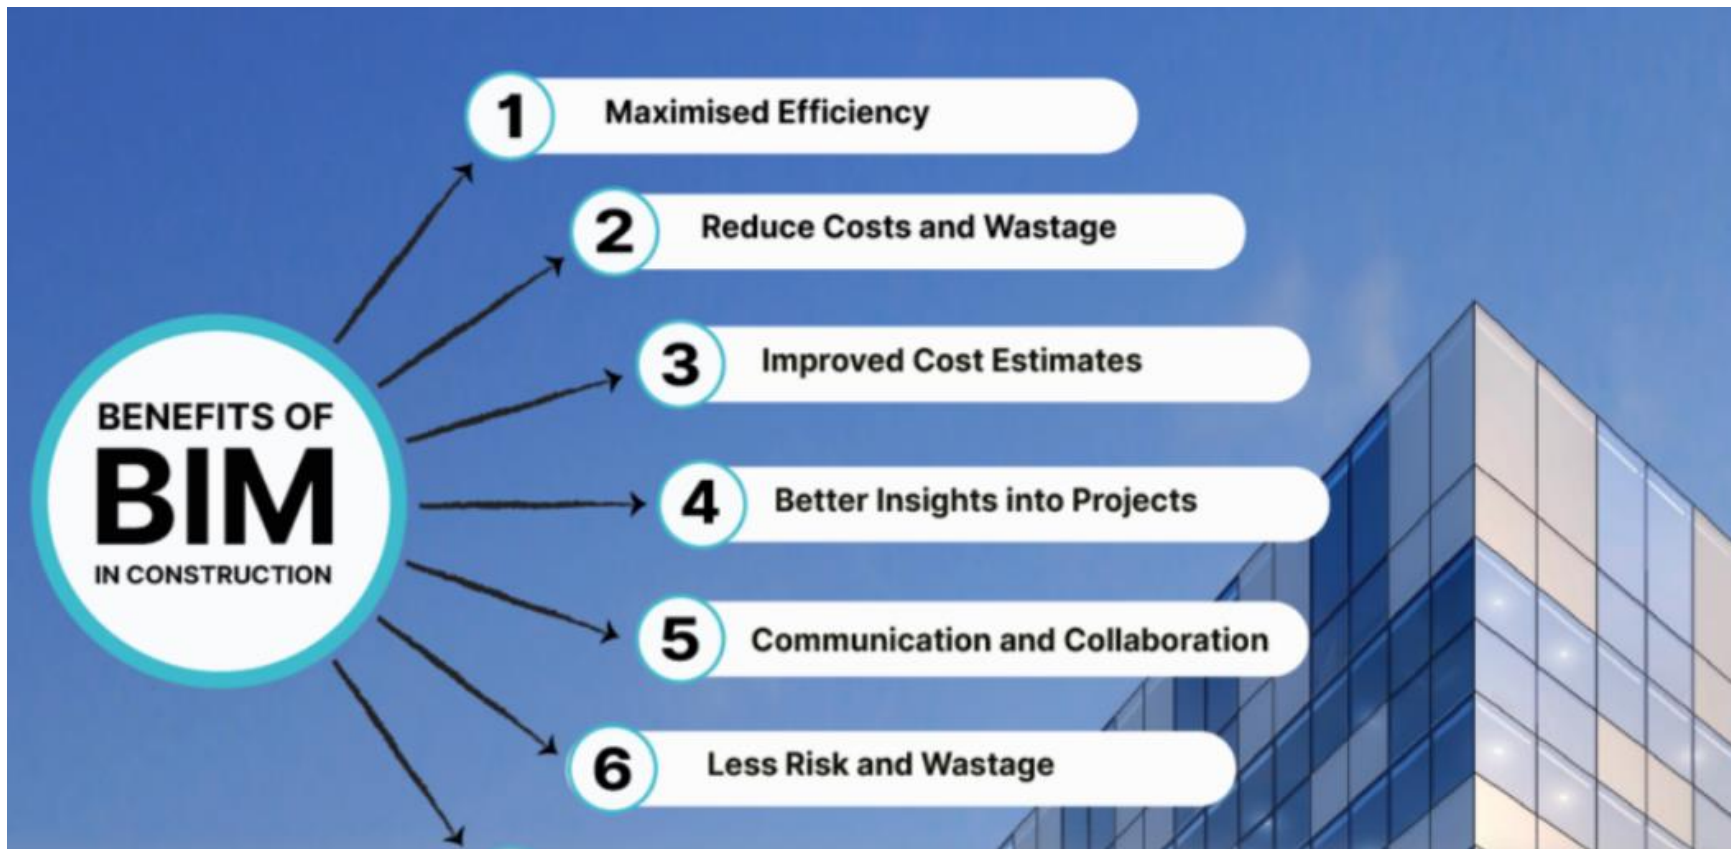 1 Maximised Efficiency
2 Reduce Costs and Wastage
3 Improved Cost Estimates
BENEFITS OF
BIM
IN CONSTRUCTION
4 Better Insights into Projects
5 Communication and Collaboration
6 Less Risk and Wastage